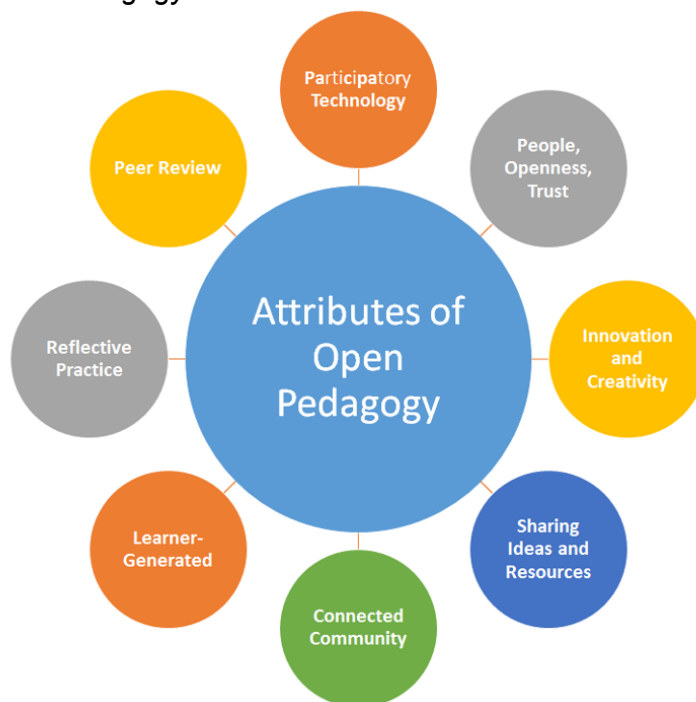 Participatory
Technology
People,
Openness,
Trust
Innovation
and
Creativity
Sharing
Ideas and
Resources
Connected
Community
Learner-
Generated
Reflective
Practice
Peer Review
Attributes of
Open
Pedagogy